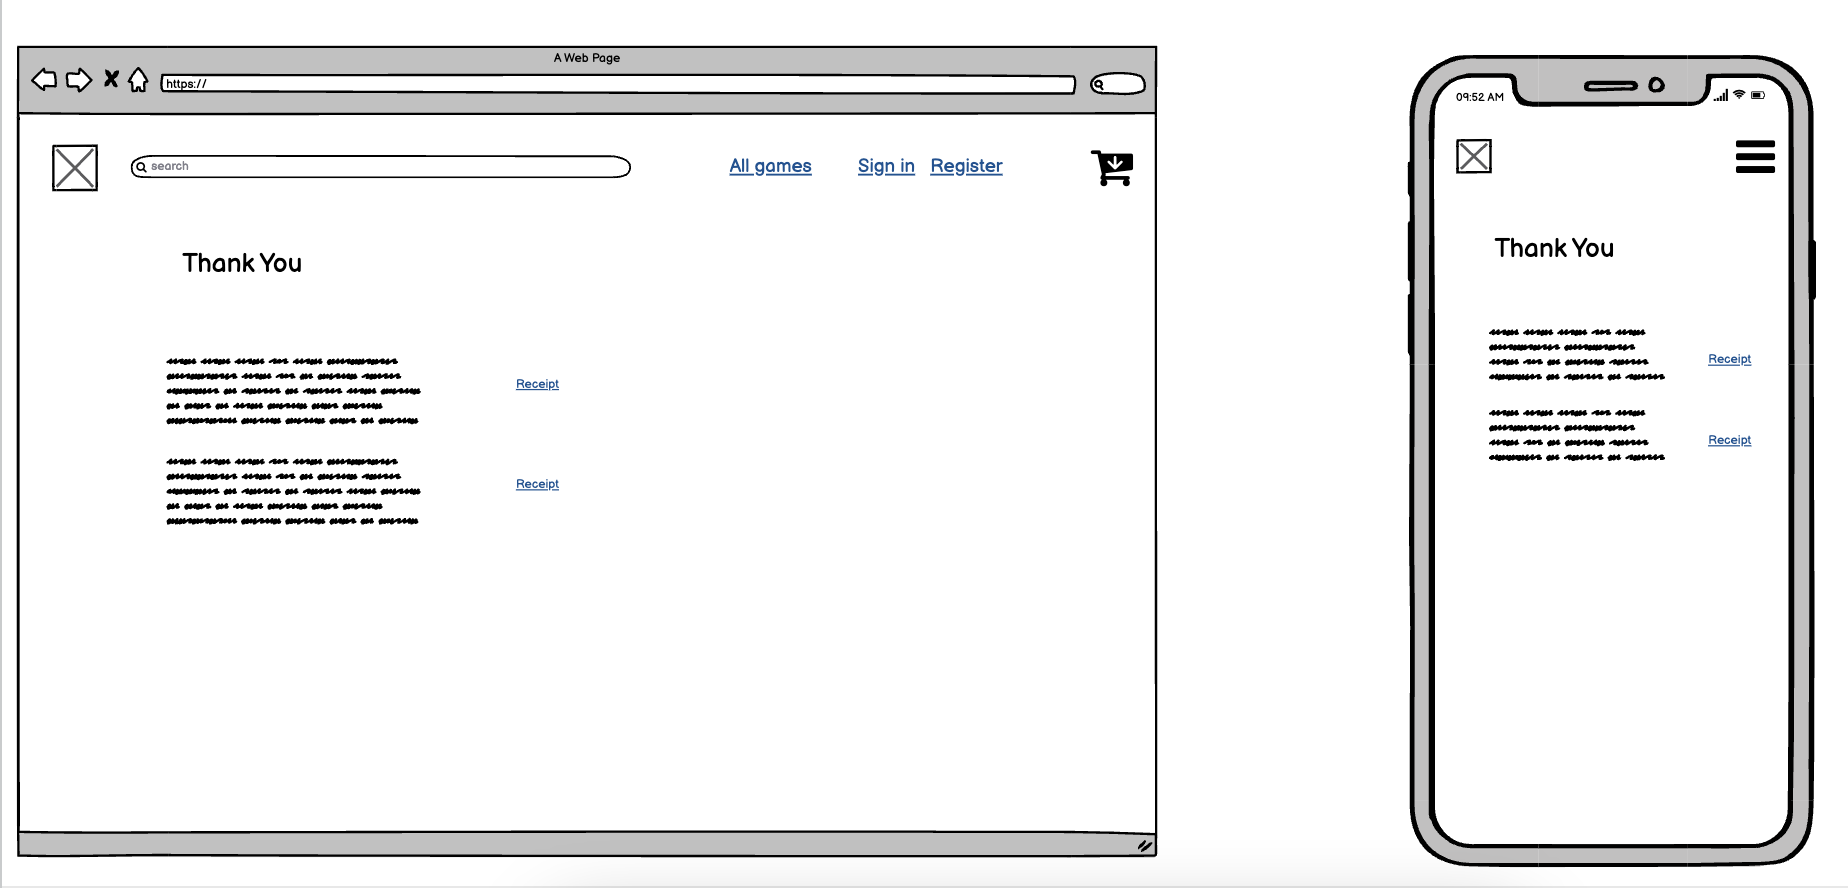 A Web Page
https://
search
All games
Sign in
Register
Thank You
Receipt
Receipt
09:52 AM
Thank You
Receipt
Receipt